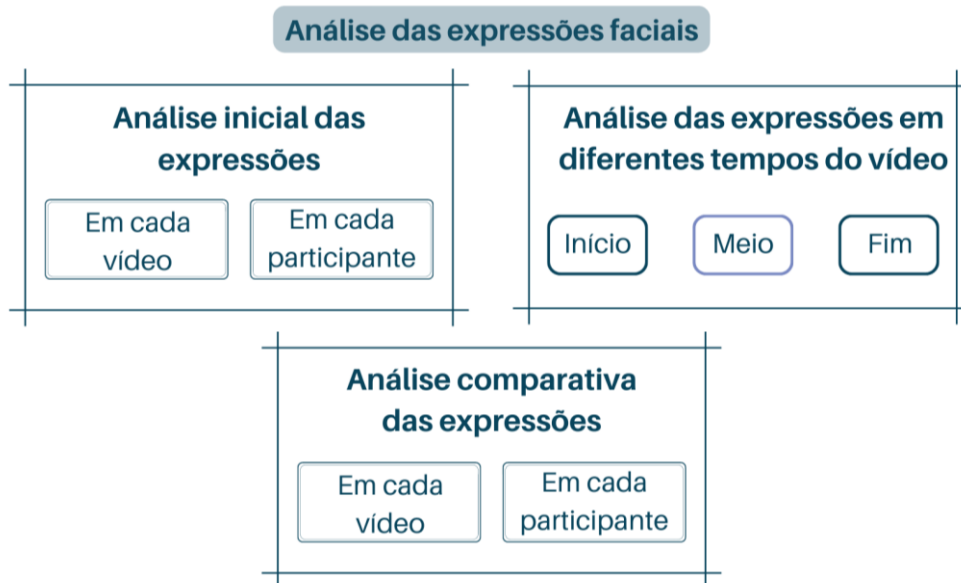 Análise das expressões faciais
Análise inicial das
expressões
Em cada
vídeo
Em cada
participante
Análise das expressões em
diferentes tempos do vídeo
Início
Meio
Fim
Análise comparativa
das expressões
Em cada
vídeo
Em cada
participante